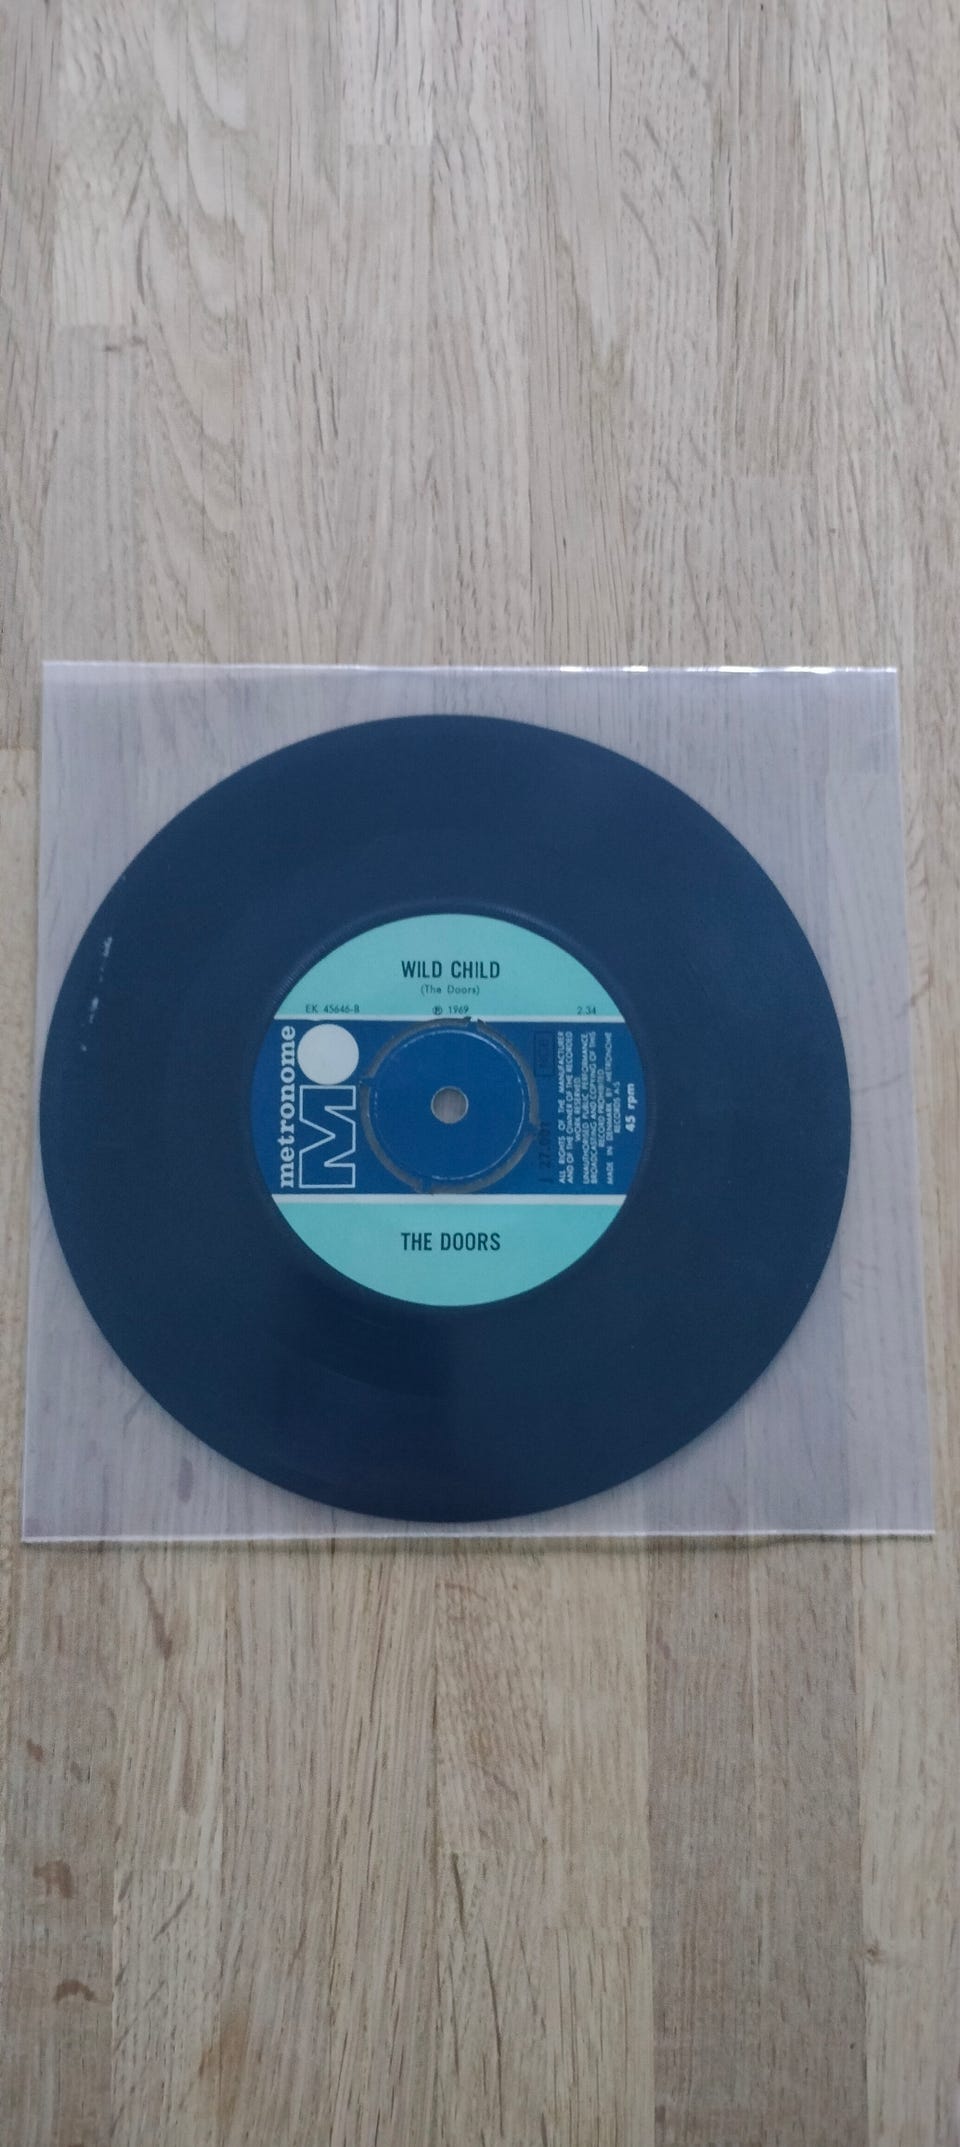 WILD CHILD
(The Doors)
EK 45646-B
℗ 1969
2.34
metronome
M
ALL RIGHTS OF THE MANUFACTURER
AND OF THE OWNER OF THE RECORDED
WORK RESERVED.
UNAUTHORISED PUBLIC PERFORMANCE,
BROADCASTING AND COPYING OF THIS
RECORD PROHIBITED
MADE IN DENMARK BY METRONOME
RECORDS A-S
45 rpm
THE DOORS